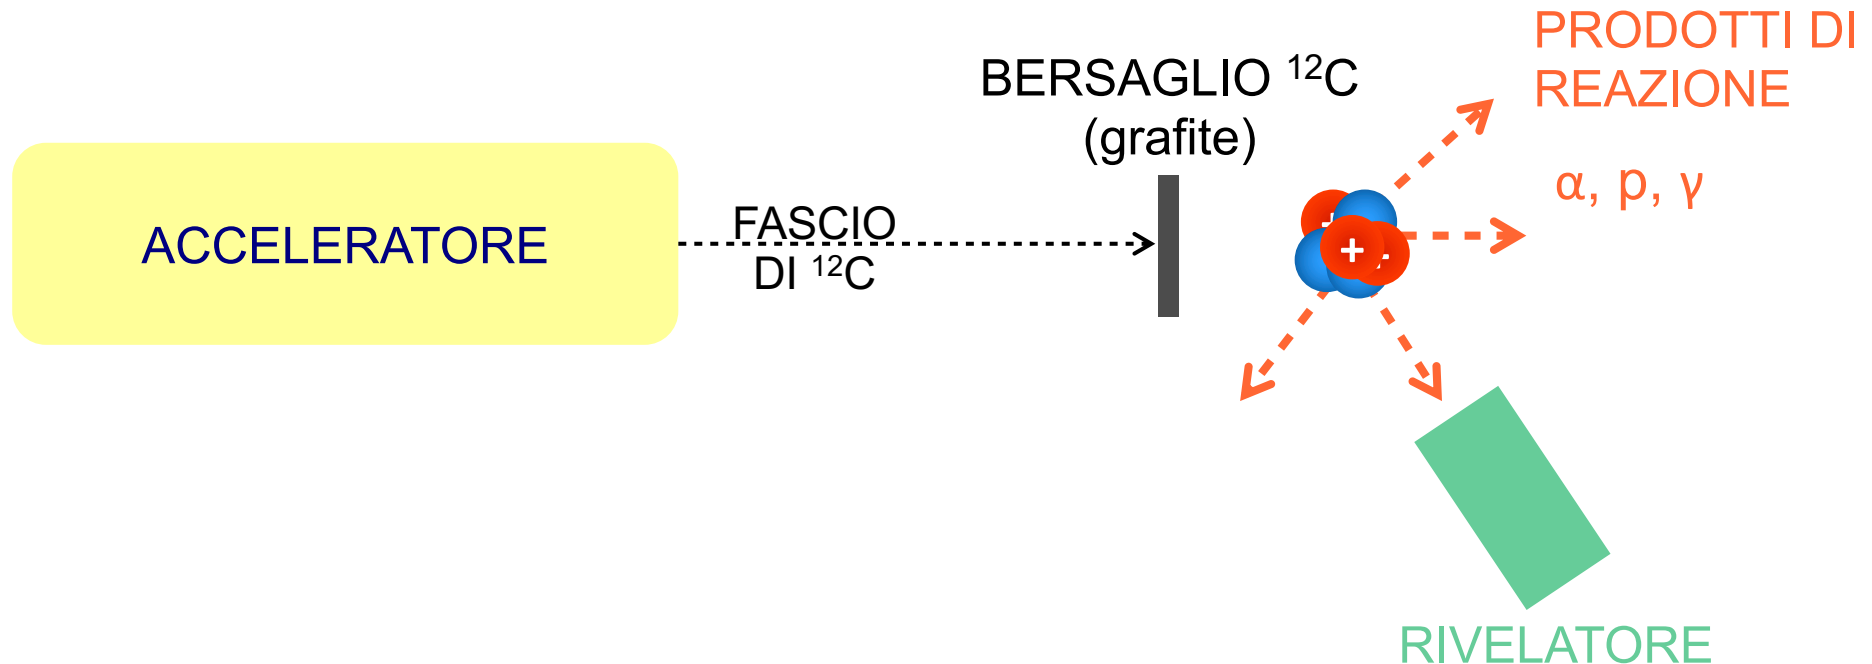 ACCELERATORE
FASCIO
DI ¹²C
BERSAGLIO ¹²C
(grafite)
+
+
PRODOTTI DI
REAZIONE
α, p, γ
RIVELATORE